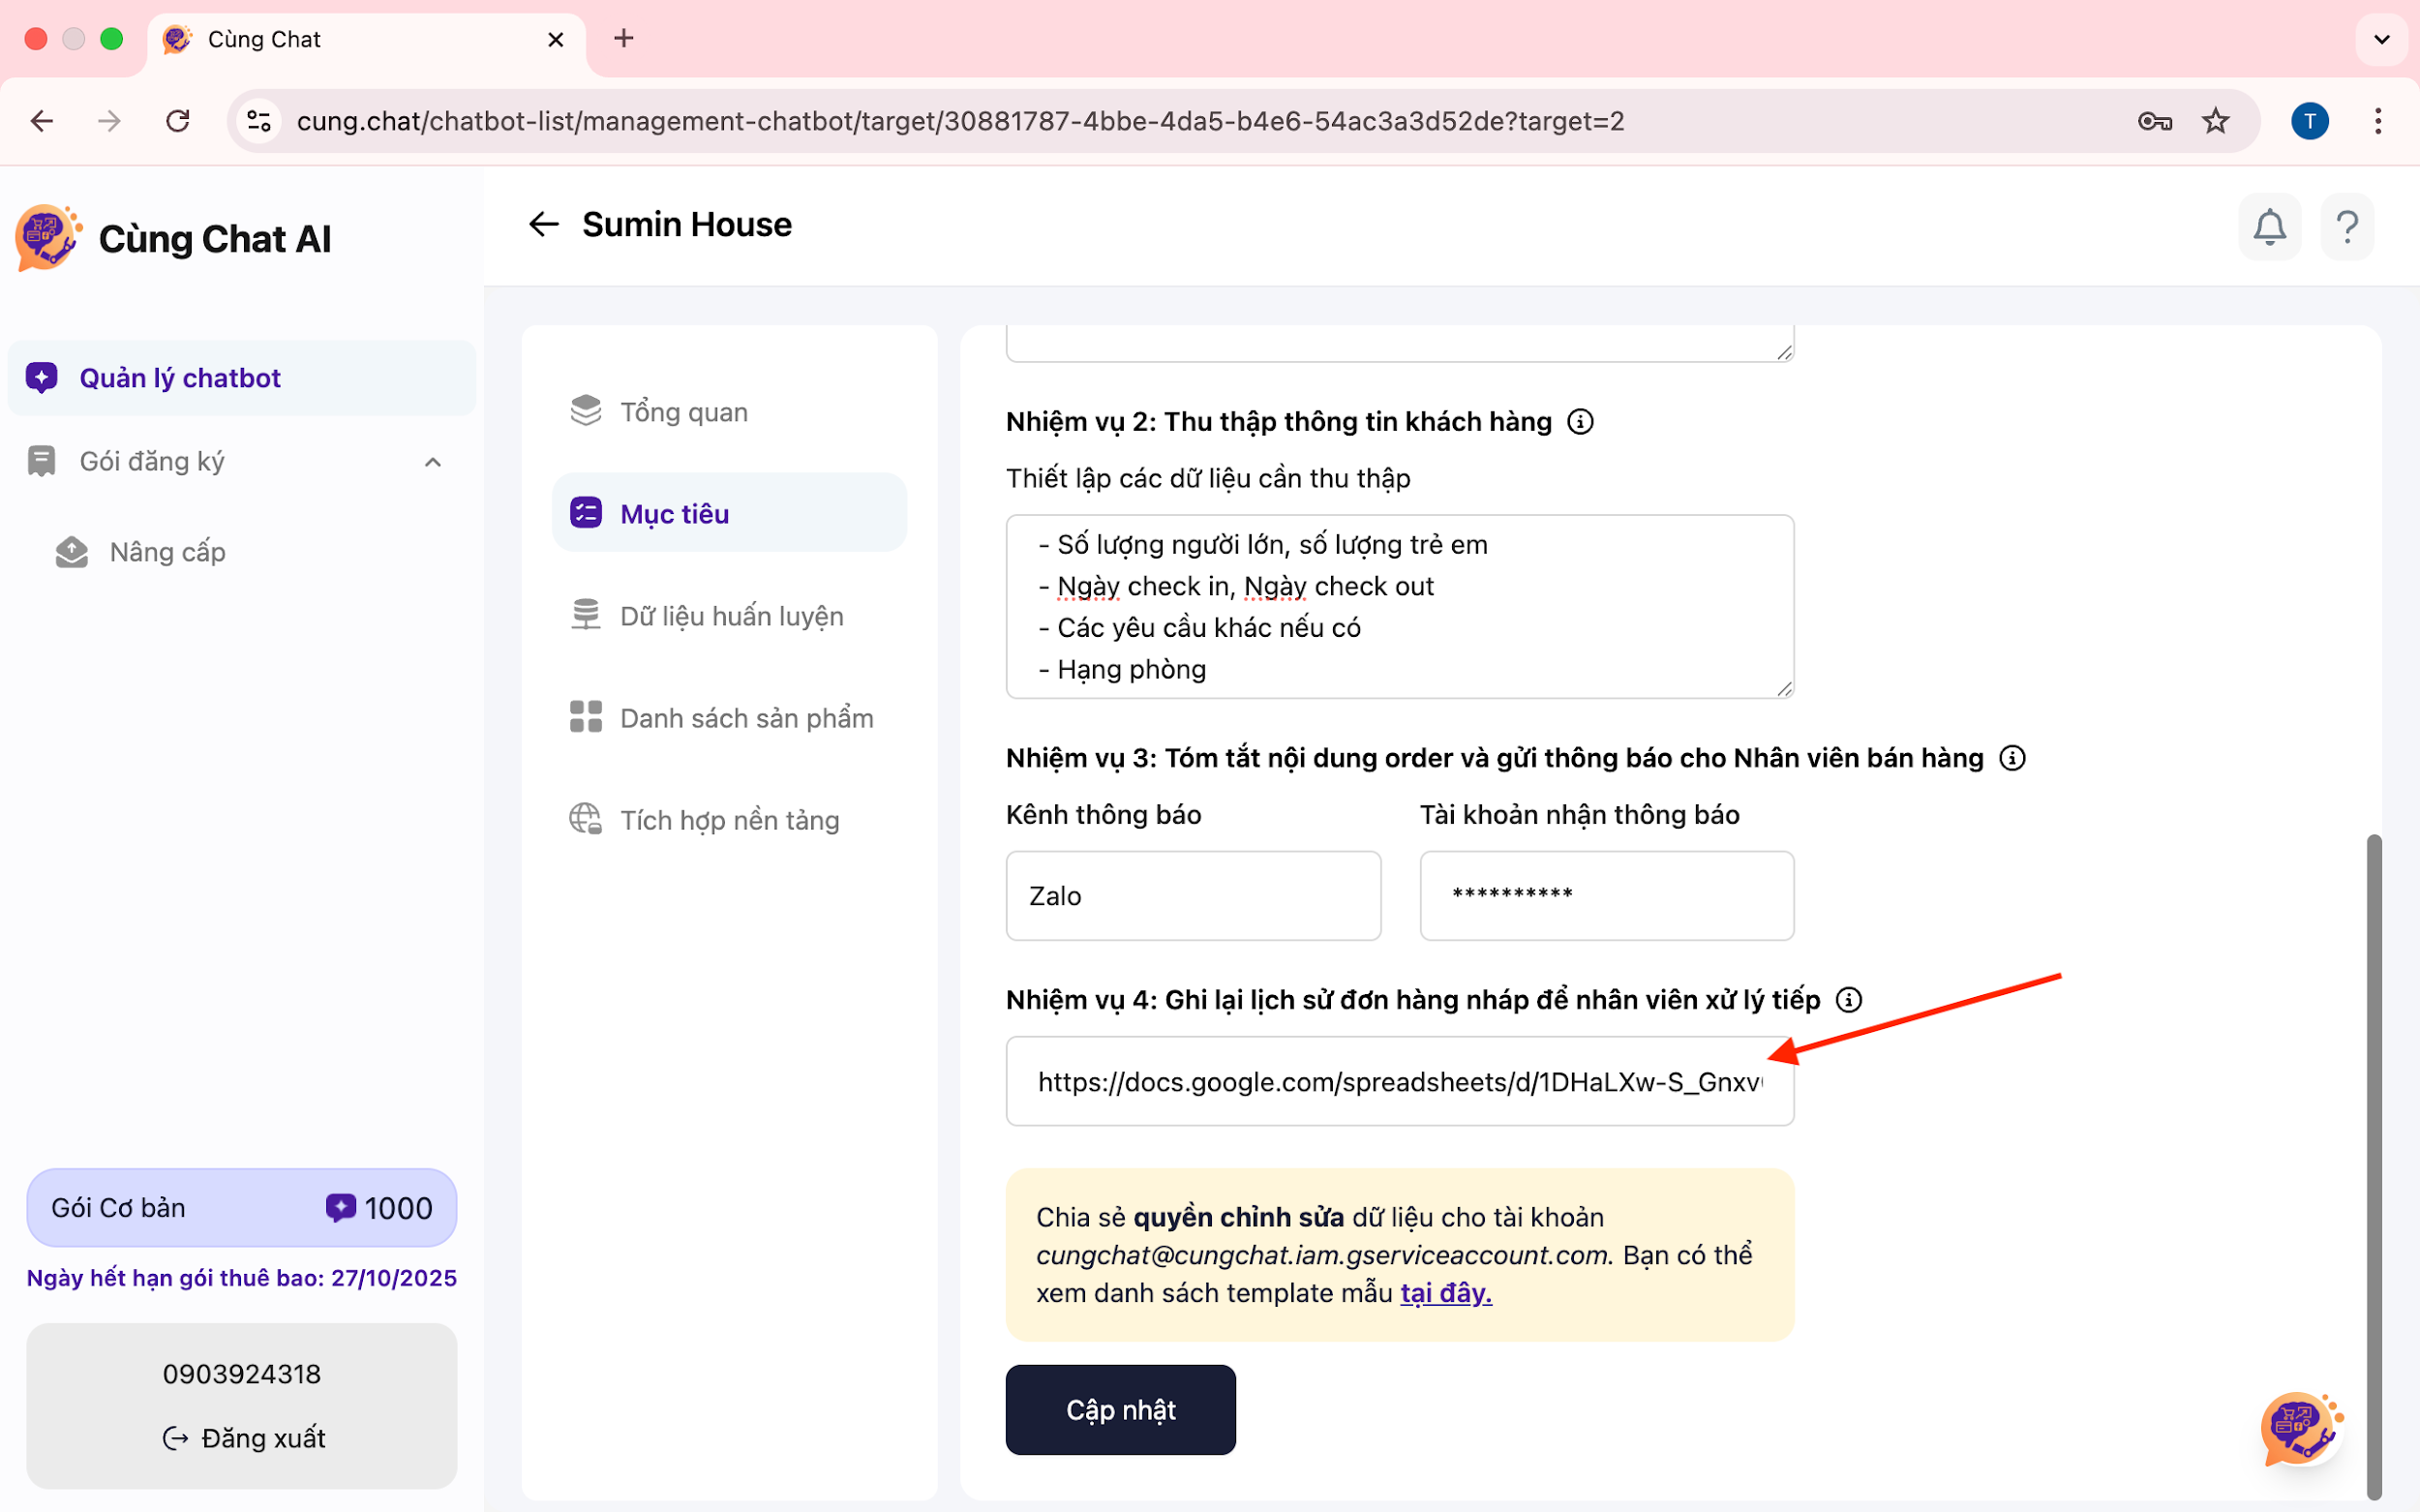 Cùng Chat
cung.chat/chatbot-list/management-chatbot/target/30881787-4bbe-4da5-b4e6-54ac3a3d52de?target=2
T
Cùng Chat AI
Sumin House
Quản lý chatbot
Gói đăng ký
Nâng cấp
Tổng quan
Mục tiêu
Dữ liệu huấn luyện
Danh sách sản phẩm
Tích hợp nền tảng
Nhiệm vụ 2: Thu thập thông tin khách hàng
Thiết lập các dữ liệu cần thu thập
- Số lượng người lớn, số lượng trẻ em
- Ngày check in, Ngày check out
- Các yêu cầu khác nếu có
- Hạng phòng
Nhiệm vụ 3: Tóm tắt nội dung order và gửi thông báo cho Nhân viên bán hàng
Kênh thông báo
Tài khoản nhận thông báo
Zalo
**********
Nhiệm vụ 4: Ghi lại lịch sử đơn hàng nháp để nhân viên xử lý tiếp
https://docs.google.com/spreadsheets/d/1DHaLXw-S_Gnxv
Chia sẻ quyền chỉnh sửa dữ liệu cho tài khoản
cungchat@cungchat.iam.gserviceaccount.com. Bạn có thể
xem danh sách template mẫu tại đây.
Cập nhật
Gói Cơ bản
1000
Ngày hết hạn gói thuê bao: 27/10/2025
0903924318
Đăng xuất